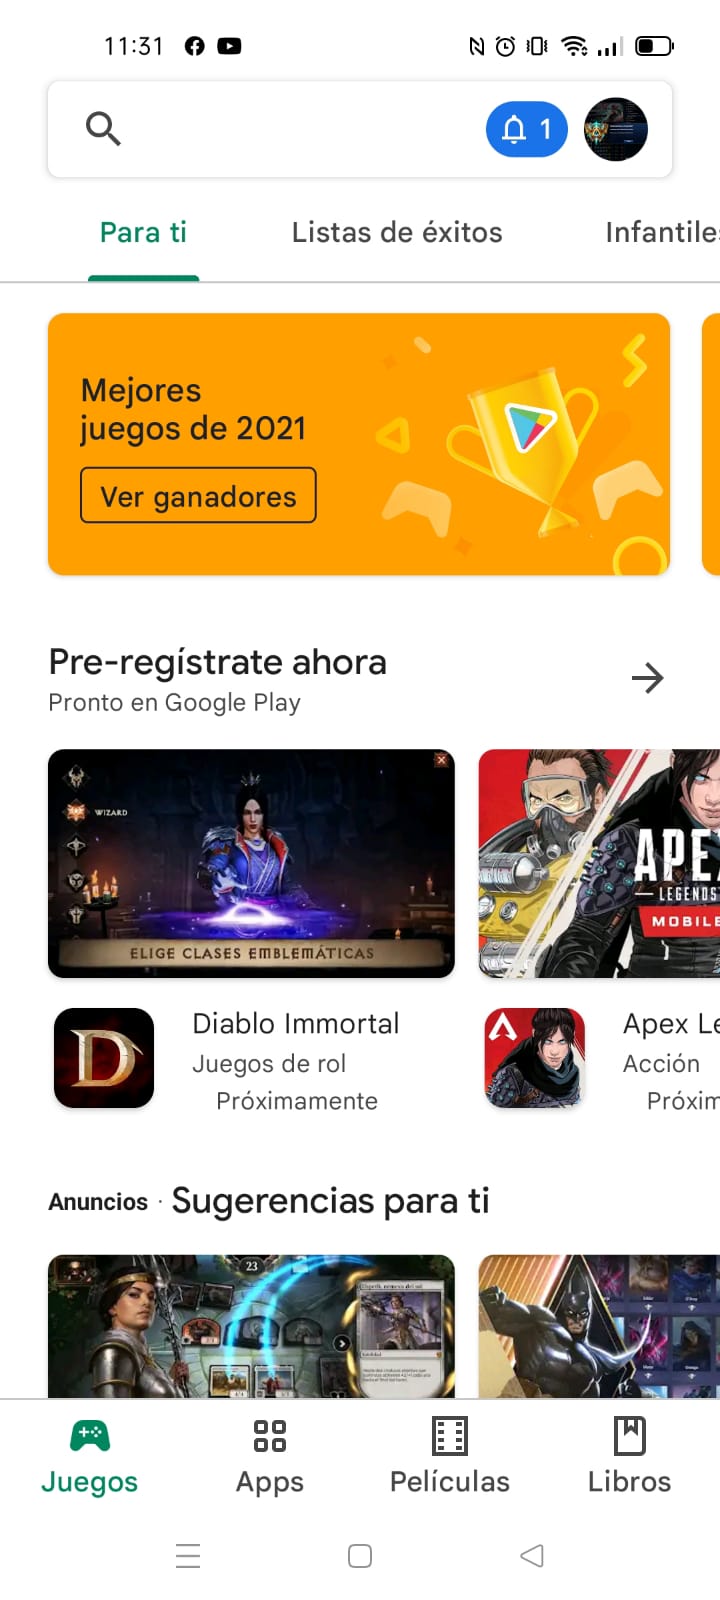 11:31
1
Para ti
Listas de éxitos
Infantiles
Mejores
juegos de 2021
Ver ganadores
Pre-regístrate ahora
Pronto en Google Play
WIZARD
ELIGE CLASES EMBLEMÁTICAS
APEX
LEGENDS
MOBILE
Diablo Immortal
Juegos de rol
Próximamente
Apex Le
Acción
Próxim
Anuncios · Sugerencias para ti
23
Juegos
Apps
Películas
Libros